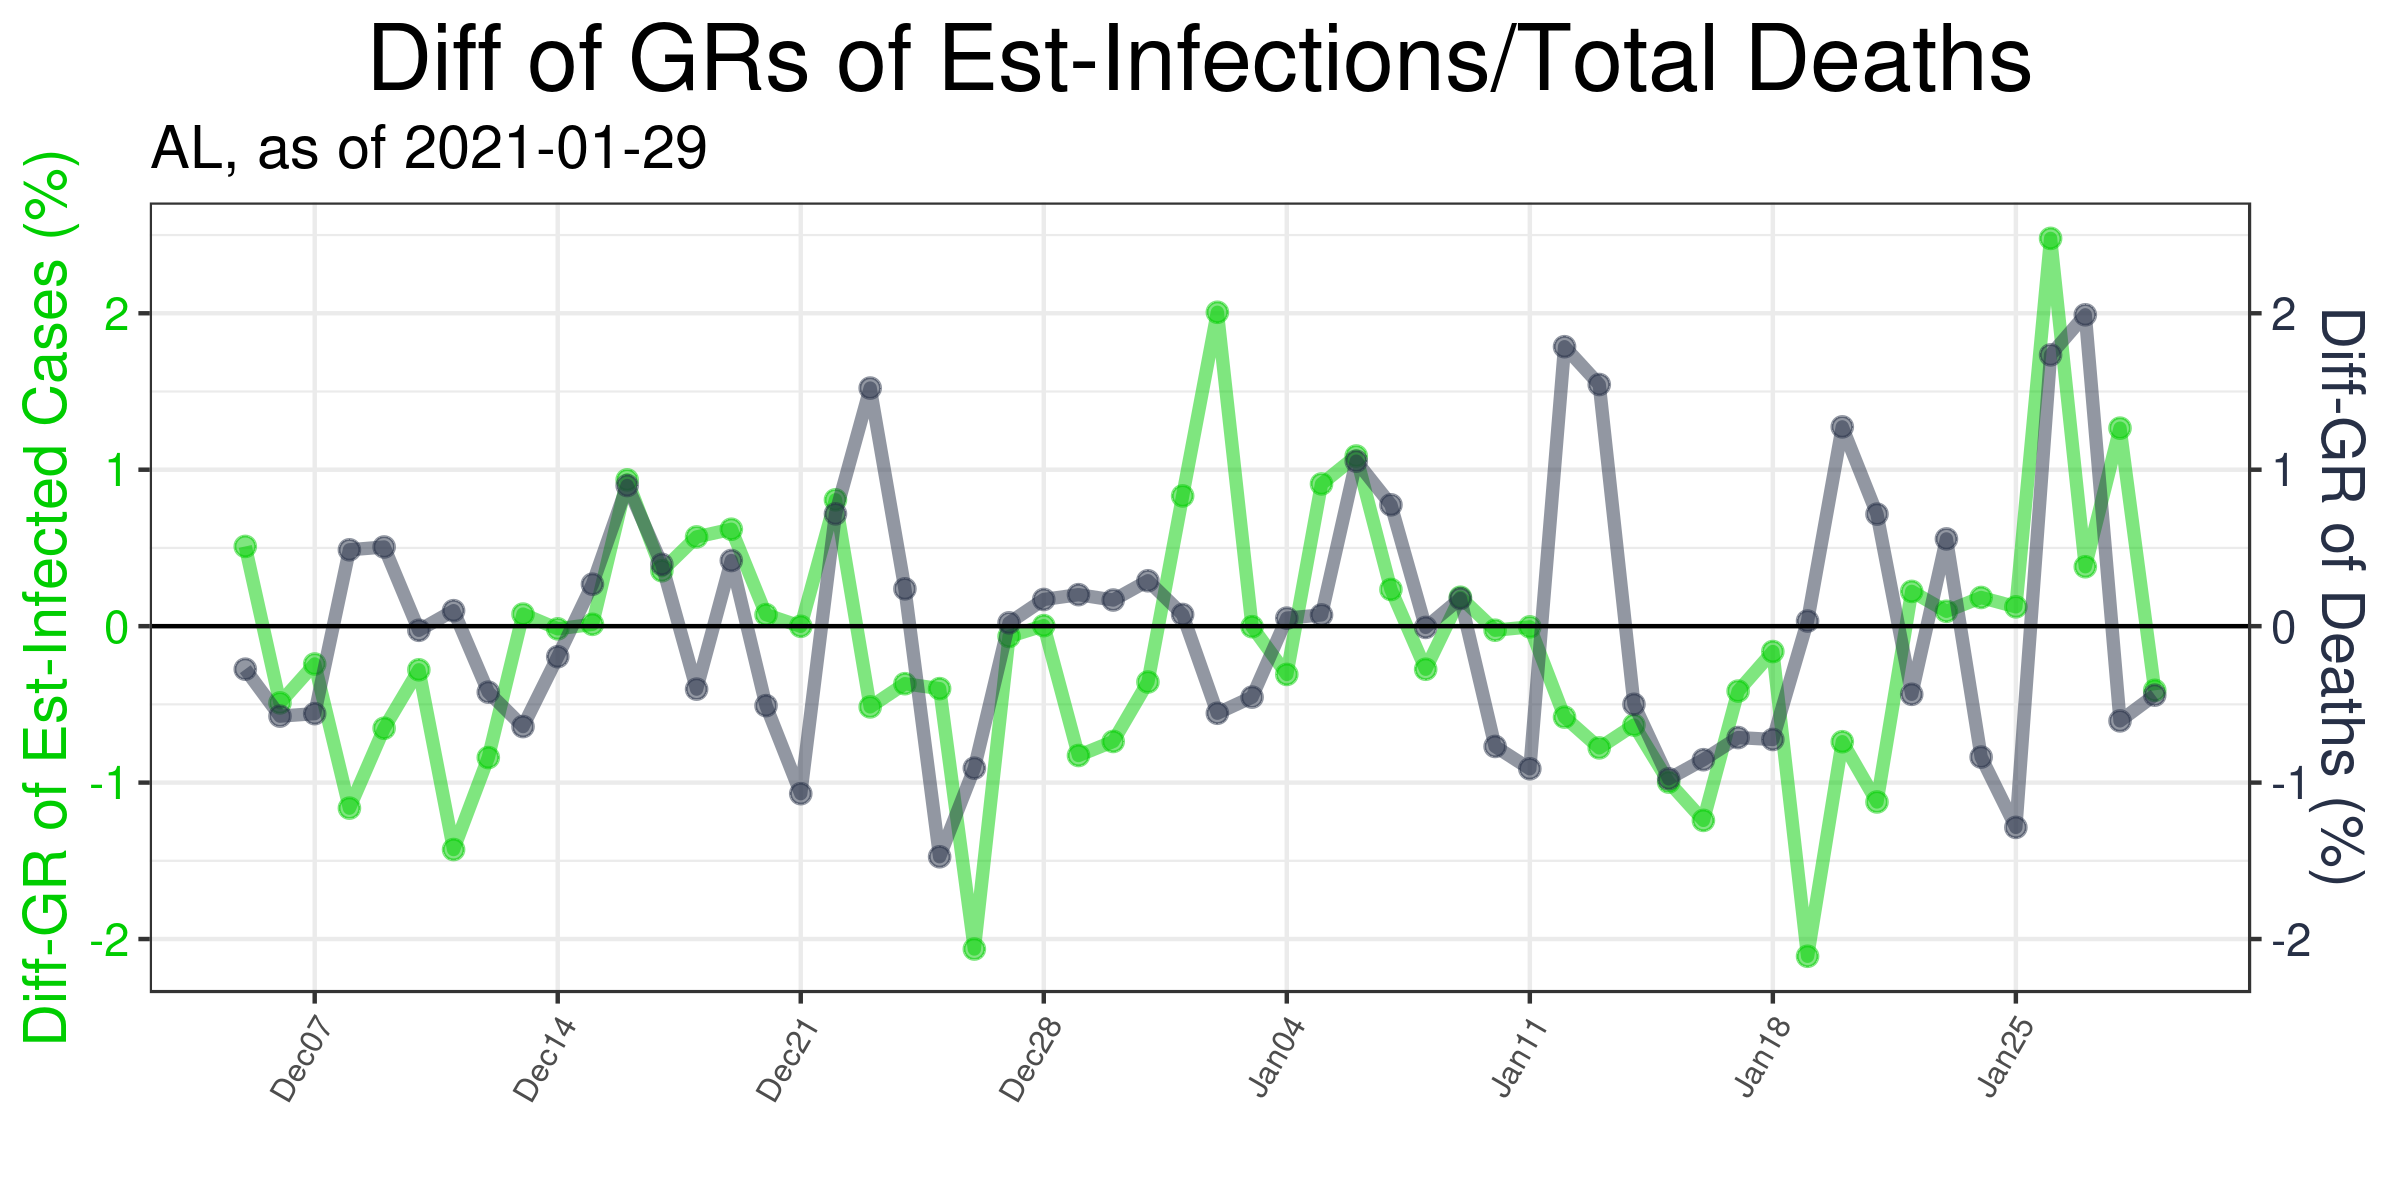 Diff of GRs of Est-Infections/Total Deaths
AL, as of 2021-01-29
Diff-GR of Est-Infected Cases (%)
2
1
0
-1
-2
2
1
0
-1
-2
Diff-GR of Deaths (%)
Dec07
Dec14
Dec21
Dec28
Jan04
Jan11
Jan18
Jan25